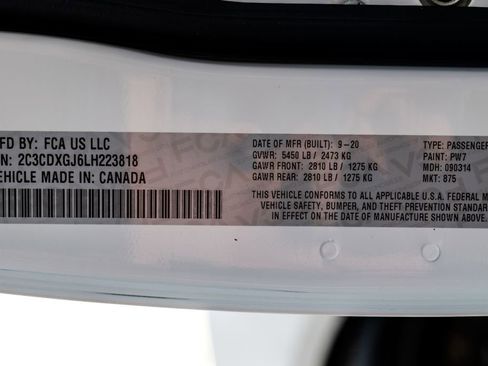 MFD BY: FCA US LLC
N: 2C3CDXGJ6LH223818
VEHICLE MADE IN: CANADA
DATE OF MFR (BUILT): 9-20
GVWR: 5450 LB / 2473 KG
GAWR FRONT: 2810 LB / 1275 KG
GAWR REAR: 2810 LB / 1275 KG
TYPE: PASSENGER
PAINT: PW7
MDH: 090314
MKT: 875
THIS VEHICLE CONFORMS TO ALL APPLICABLE U.S.A. FEDERAL M
VEHICLE SAFETY, BUMPER, AND THEFT PREVENTION STANDAR
IN EFFECT ON THE DATE OF MANUFACTURE SHOWN ABOVE.